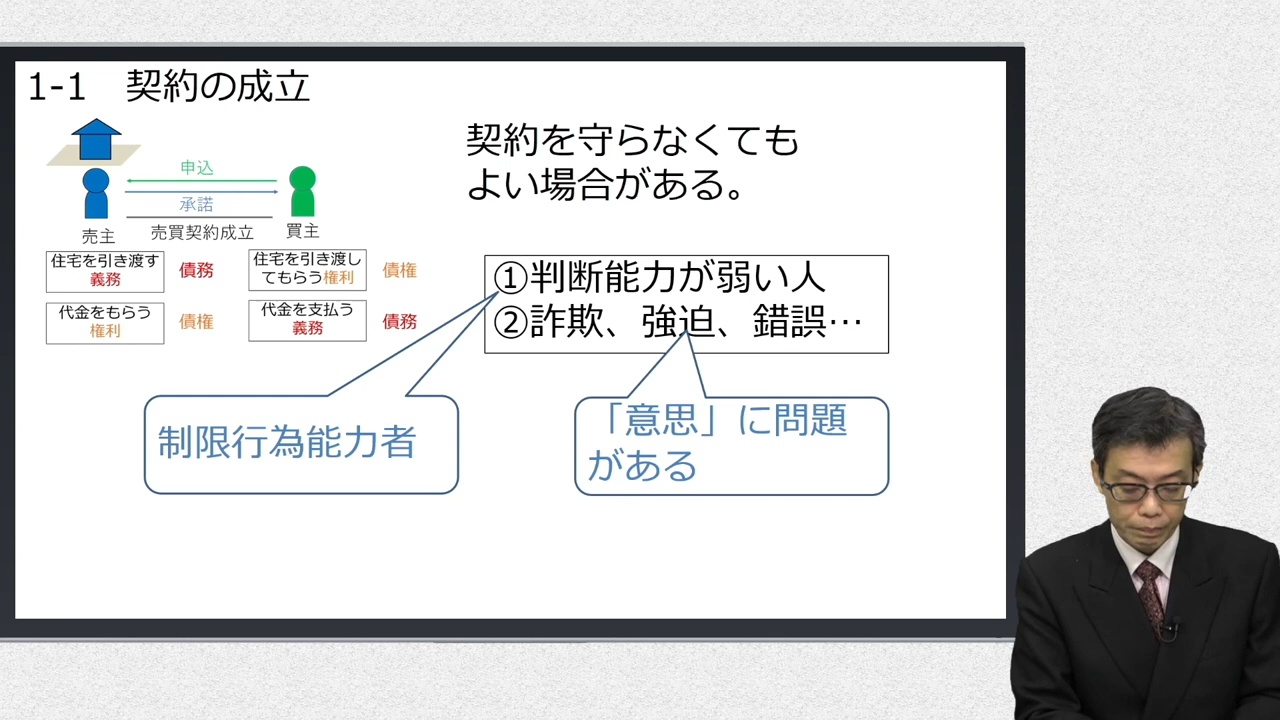 1-1 契約の成立
申込
承諾
売主
売買契約成立
買主
住宅を引き渡す
義務
債務
住宅を引き渡し
てもらう権利
債権
代金をもらう
権利
債権
代金を支払う
義務
債務
契約を守らなくても
よい場合がある。
①判断能力が弱い人
②詐欺、強迫、錯誤…
制限行為能力者
「意思」に問題
がある